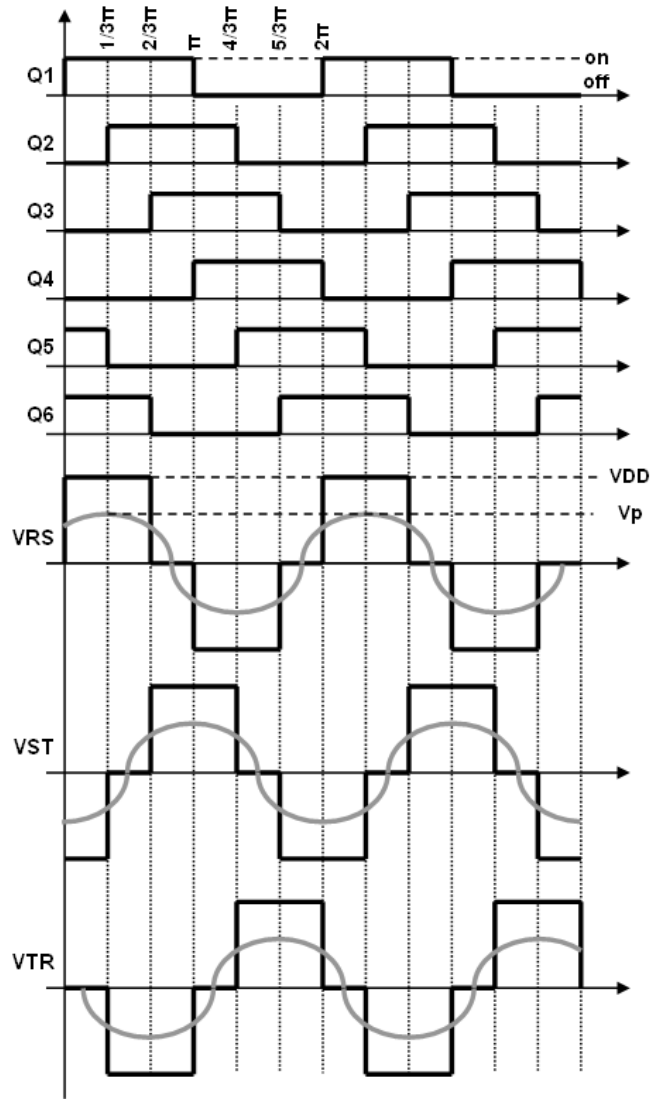 1/3π 2/3π π 4/3π 5/3π 2π
on
Q1
off
Q2
Q3
Q4
Q5
Q6
VDD
Vp
VRS
VST
VTR